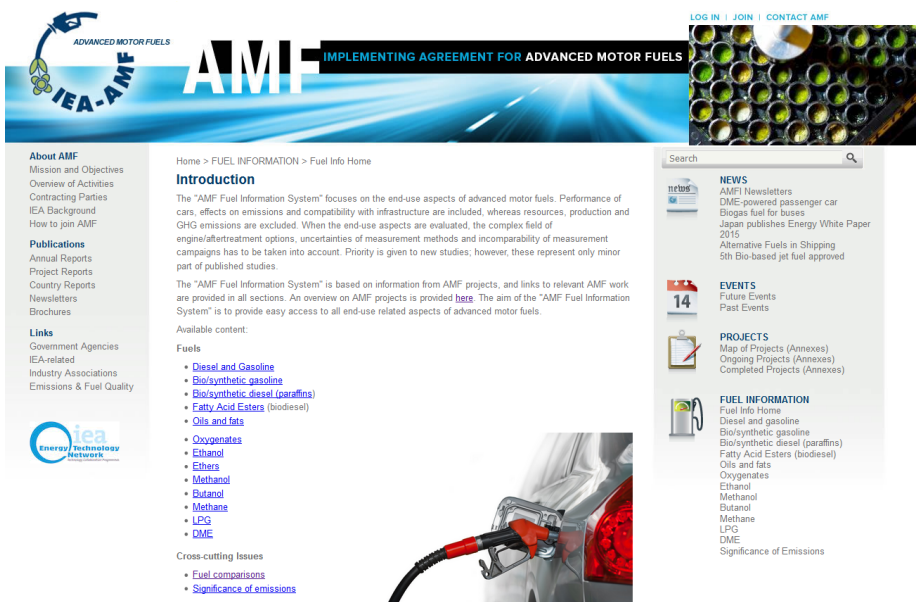 LOG IN | JOIN | CONTACT AMF
ADVANCED MOTOR FUELS
IEA-AMF
AMF IMPLEMENTING AGREEMENT FOR ADVANCED MOTOR FUELS
About AMF
Mission and Objectives
Overview of Activities
Contracting Parties
IEA Background
How to join AMF
Publications
Annual Reports
Project Reports
Country Reports
Newsletters
Brochures
Links
Government Agencies
IEA-related
Industry Associations
Emissions & Fuel Quality
iea
Energy Technology
Network
Home > FUEL INFORMATION > Fuel Info Home
Introduction
The "AMF Fuel Information System" focuses on the end-use aspects of advanced motor fuels. Performance of
cars, effects on emissions and compatibility with infrastructure are included, whereas resources, production and
GHG emissions are excluded. When the end-use aspects are evaluated, the complex field of
engine/aftertreatment options, uncertainties of measurement methods and incomparability of measurement
campaigns has to be taken into account. Priority is given to new studies; however, these represent only minor
part of published studies.
The "AMF Fuel Information System" is based on information from AMF projects, and links to relevant AMF work
are provided in all sections. An overview on AMF projects is provided here. The aim of the "AMF Fuel Information
System" is to provide easy access to all end-use related aspects of advanced motor fuels.
Available content:
Fuels
• Diesel and Gasoline
• Bio/synthetic gasoline
• Bio/synthetic diesel (paraffins)
• Fatty Acid Esters (biodiesel)
• Oils and fats
• Oxygenates
• Ethanol
• Ethers
• Methanol
• Butanol
• Methane
• LPG
• DME
Cross-cutting Issues
• Fuel comparisons
• Significance of emissions
Search
news
NEWS
AMFI Newsletters
DME-powered passenger car
Biogas fuel for buses
Japan publishes Energy White Paper
2015
Alternative Fuels in Shipping
5th Bio-based jet fuel approved
14
EVENTS
Future Events
Past Events
PROJECTS
Map of Projects (Annexes)
Ongoing Projects (Annexes)
Completed Projects (Annexes)
FUEL INFORMATION
Fuel Info Home
Diesel and gasoline
Bio/synthetic gasoline
Bio/synthetic diesel (paraffins)
Fatty Acid Esters (biodiesel)
Oils and fats
Oxygenates
Ethanol
Methanol
Butanol
Methane
LPG
DME
Significance of Emissions